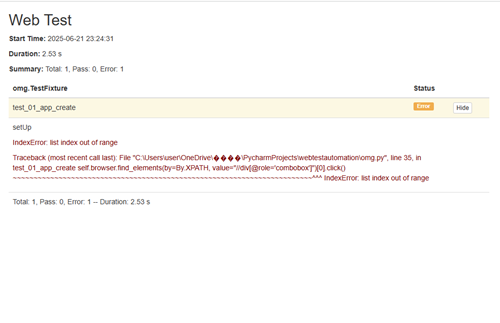 Web Test
Start Time: 2025-06-21 23:24:31
Duration: 2.53 s
Summary: Total: 1, Pass: 0, Error: 1
omg.TestFixture Status
test_01_app_create Error Hide
setUp
IndexError: list index out of range
Traceback (most recent call last): File "C:\Users\user\OneDrive\����\PycharmProjects\webtestautomation\omg.py", line 35, in
test_01_app_create self.browser.find_elements(by=By.XPATH, value="//div[@role='combobox']")[0].click()
~~~~~~~~~~~~~~~~~~~~~~~~~~~~~~~~~~~~~~~~~~~~~~~~~~~~~~~~~~~~~~~~~~~~~~~~^^^ IndexError: list index out of range
Total: 1, Pass: 0, Error: 1 -- Duration: 2.53 s